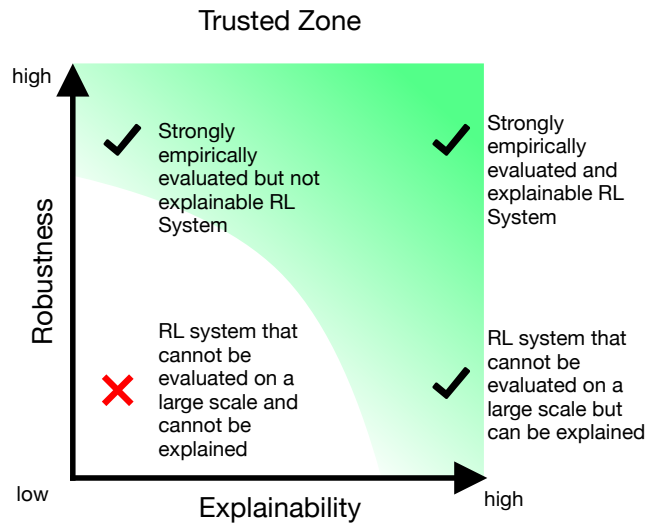 Trusted Zone
high
Strongly
empirically
evaluated but not
explainable RL
System
Strongly
empirically
evaluated and
explainable RL
System
Robustness
RL system that
cannot be
evaluated on a
large scale and
cannot be
explained
RL system that
cannot be
evaluated on a
large scale but
can be explained
low
Explainability
high